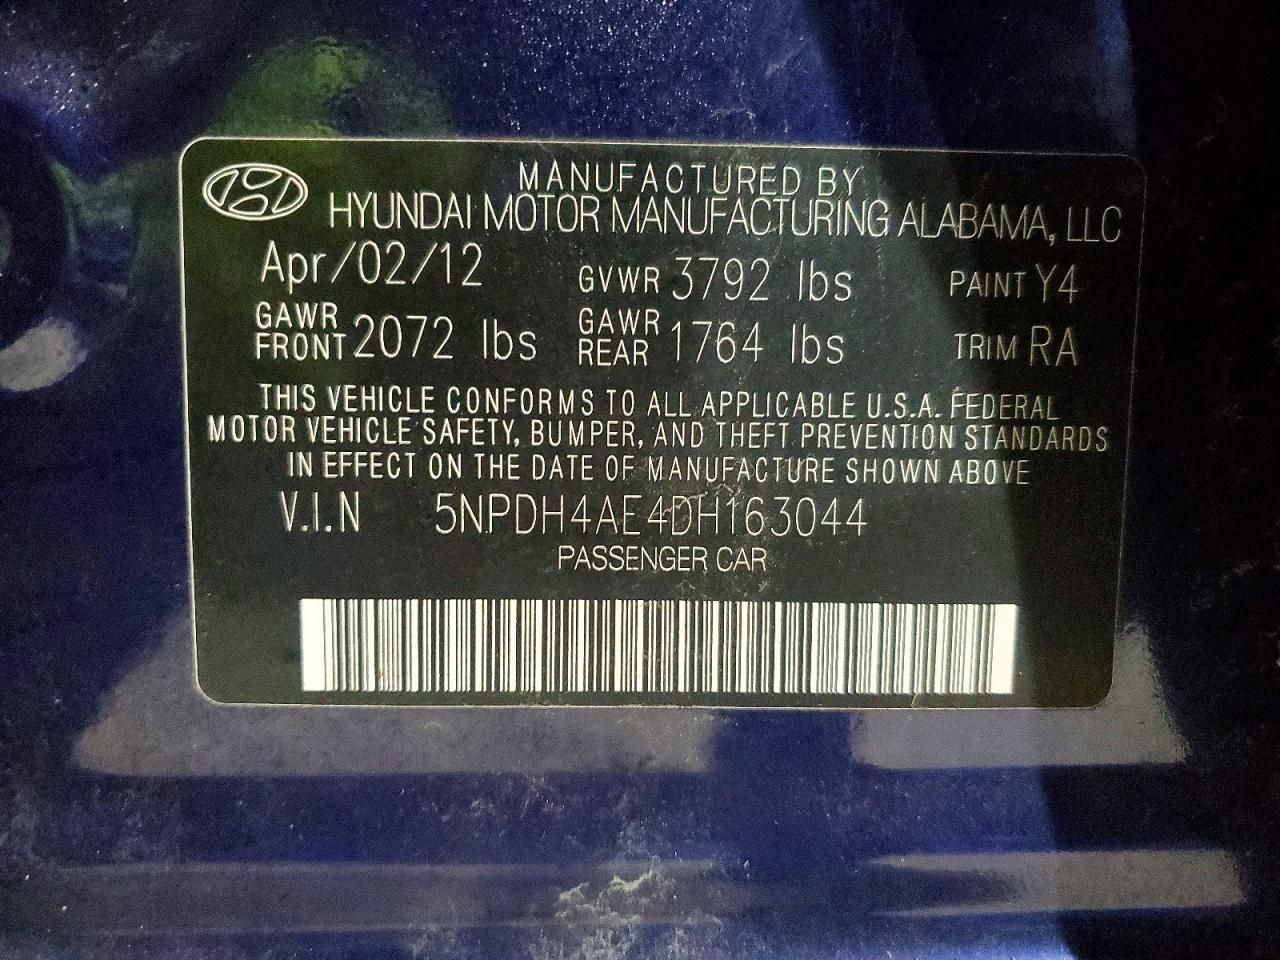 MANUFACTURED BY
HYUNDAI MOTOR MANUFACTURING ALABAMA, LLC
Apr/02/12 GVWR 3792 lbs PAINT Y4
GAWR FRONT 2072 lbs GAWR REAR 1764 lbs TRIM RA
THIS VEHICLE CONFORMS TO ALL APPLICABLE U.S.A. FEDERAL
MOTOR VEHICLE SAFETY, BUMPER, AND THEFT PREVENTION STANDARDS
IN EFFECT ON THE DATE OF MANUFACTURE SHOWN ABOVE
V.I.N 5NPDH4AE4DH163044
PASSENGER CAR